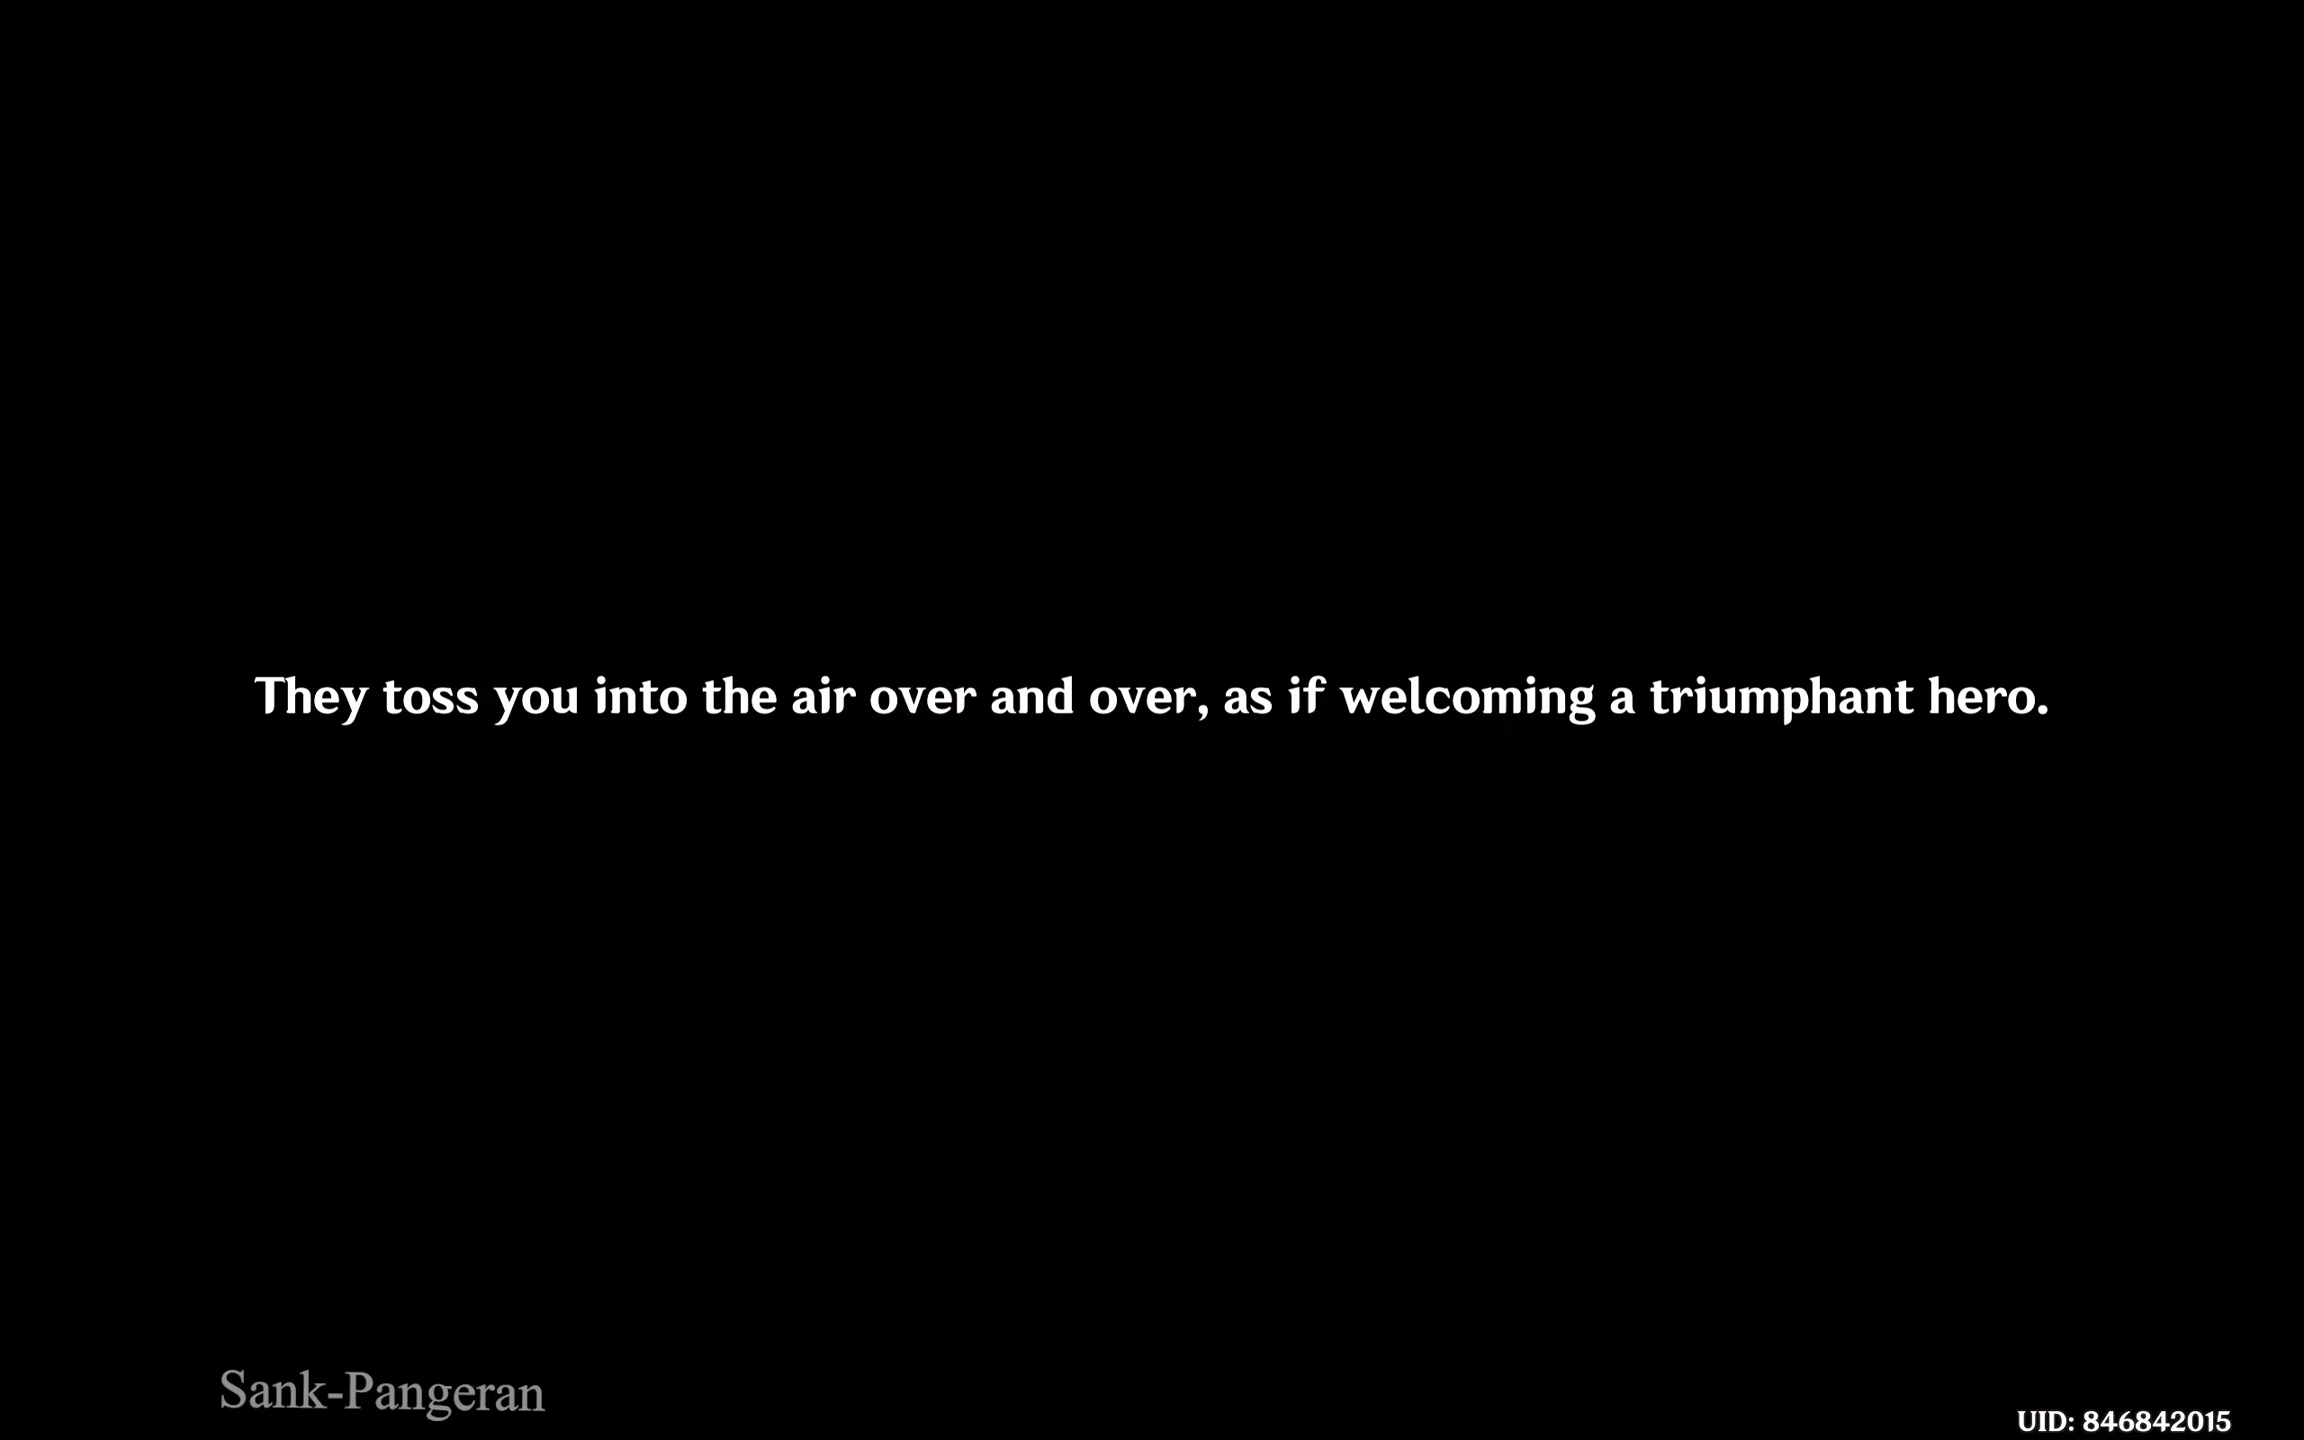 They toss you into the air over and over, as if welcoming a triumphant hero.
Sank-Pangeran
UID: 846842015